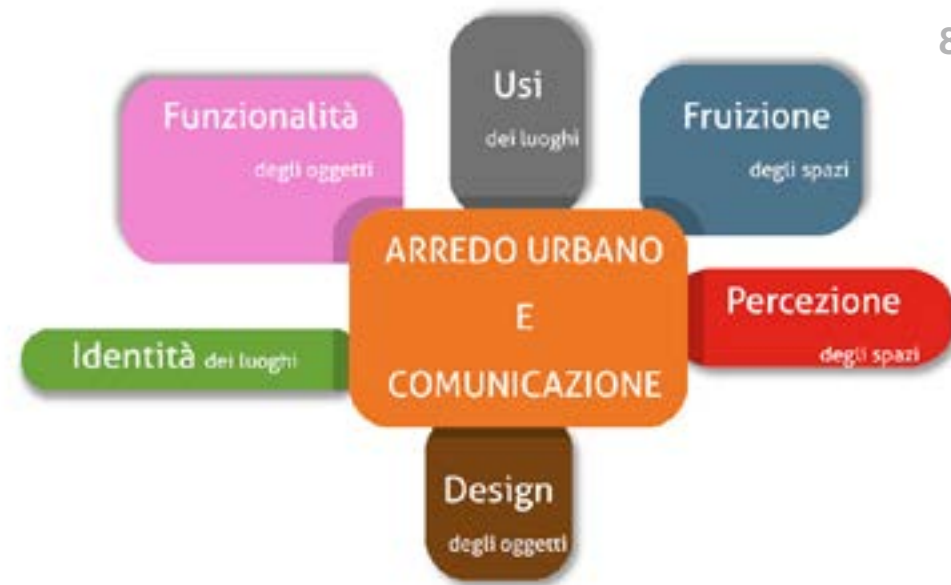 8
Usi
dei luoghi
Funzionalità
degli oggetti
Fruizione
degli spazi
ARREDO URBANO
E
COMUNICAZIONE
Percezione
degli spazi
Identità dei luoghi
Design
degli oggetti